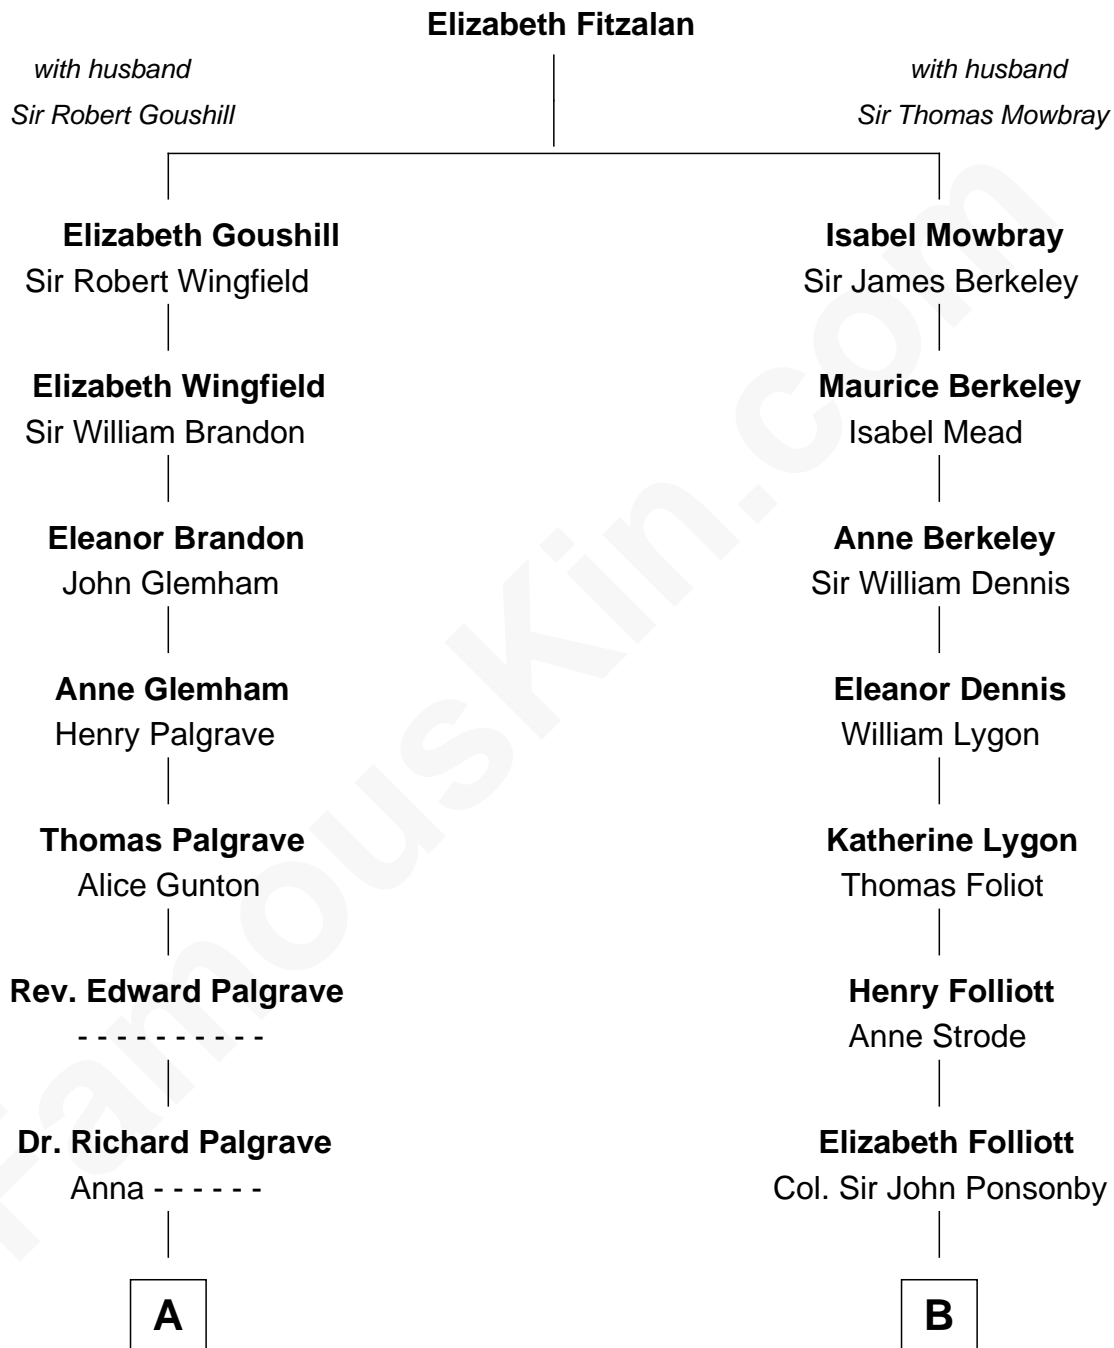 Elizabeth Fitzalan
with husband
Sir Robert Goushill
with husband
Sir Thomas Mowbray
Elizabeth Goushill
Sir Robert Wingfield
Isabel Mowbray
Sir James Berkeley
Elizabeth Wingfield
Sir William Brandon
Maurice Berkeley
Isabel Mead
Eleanor Brandon
John Glemham
Anne Berkeley
Sir William Dennis
Anne Glemham
Henry Palgrave
Eleanor Dennis
William Lygon
Thomas Palgrave
Alice Gunton
Katherine Lygon
Thomas Foliot
Rev. Edward Palgrave
- - - - - - - - - -
Henry Folliott
Anne Strode
Dr. Richard Palgrave
Anna - - - - - -
Elizabeth Folliott
Col. Sir John Ponsonby
A
B
FamousKin.com